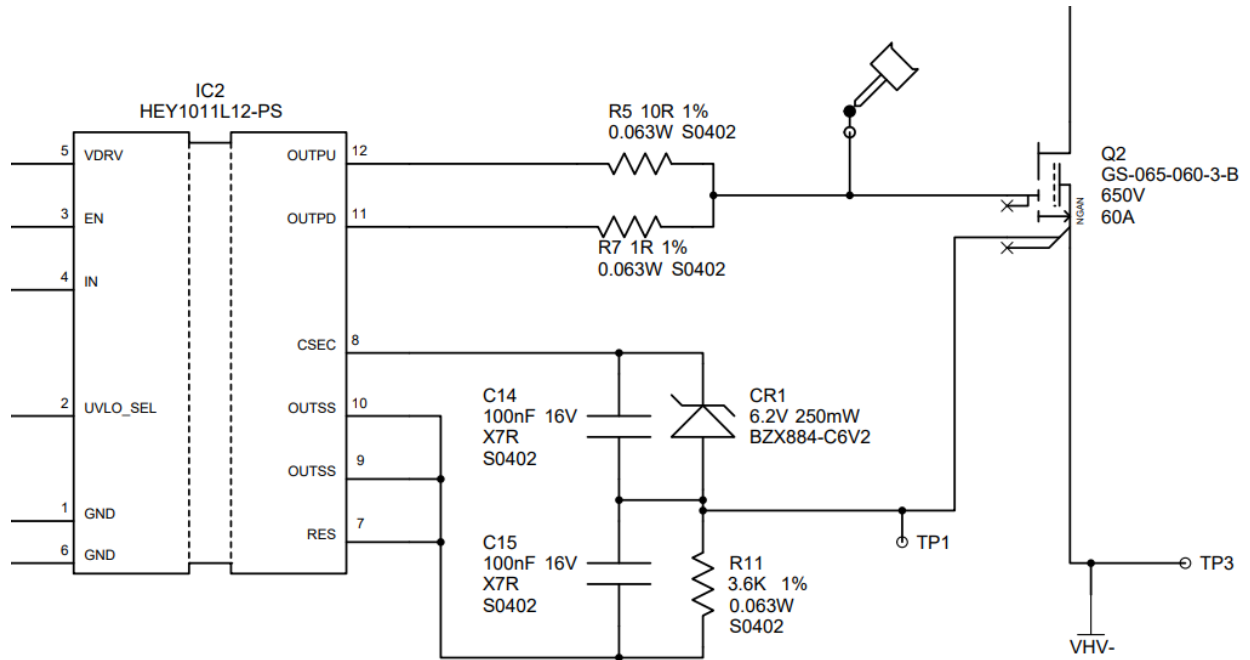 IC2
HEY1011L12-PS
5 VDRV
3 EN
4 IN
2 UVLO_SEL
1 GND
6 GND
OUTPU 12
OUTPD 11
CSEC 8
OUTSS 10
OUTSS 9
RES 7
R5 10R 1%
0.063W S0402
R7 1R 1%
0.063W S0402
C14
100nF 16V
X7R
S0402
CR1
6.2V 250mW
BZX884-C6V2
C15
100nF 16V
X7R
S0402
R11
3.6K 1%
0.063W
S0402
TP1
Q2
GS-065-060-3-B
650V
60A
NGAN
TP3
VHV-